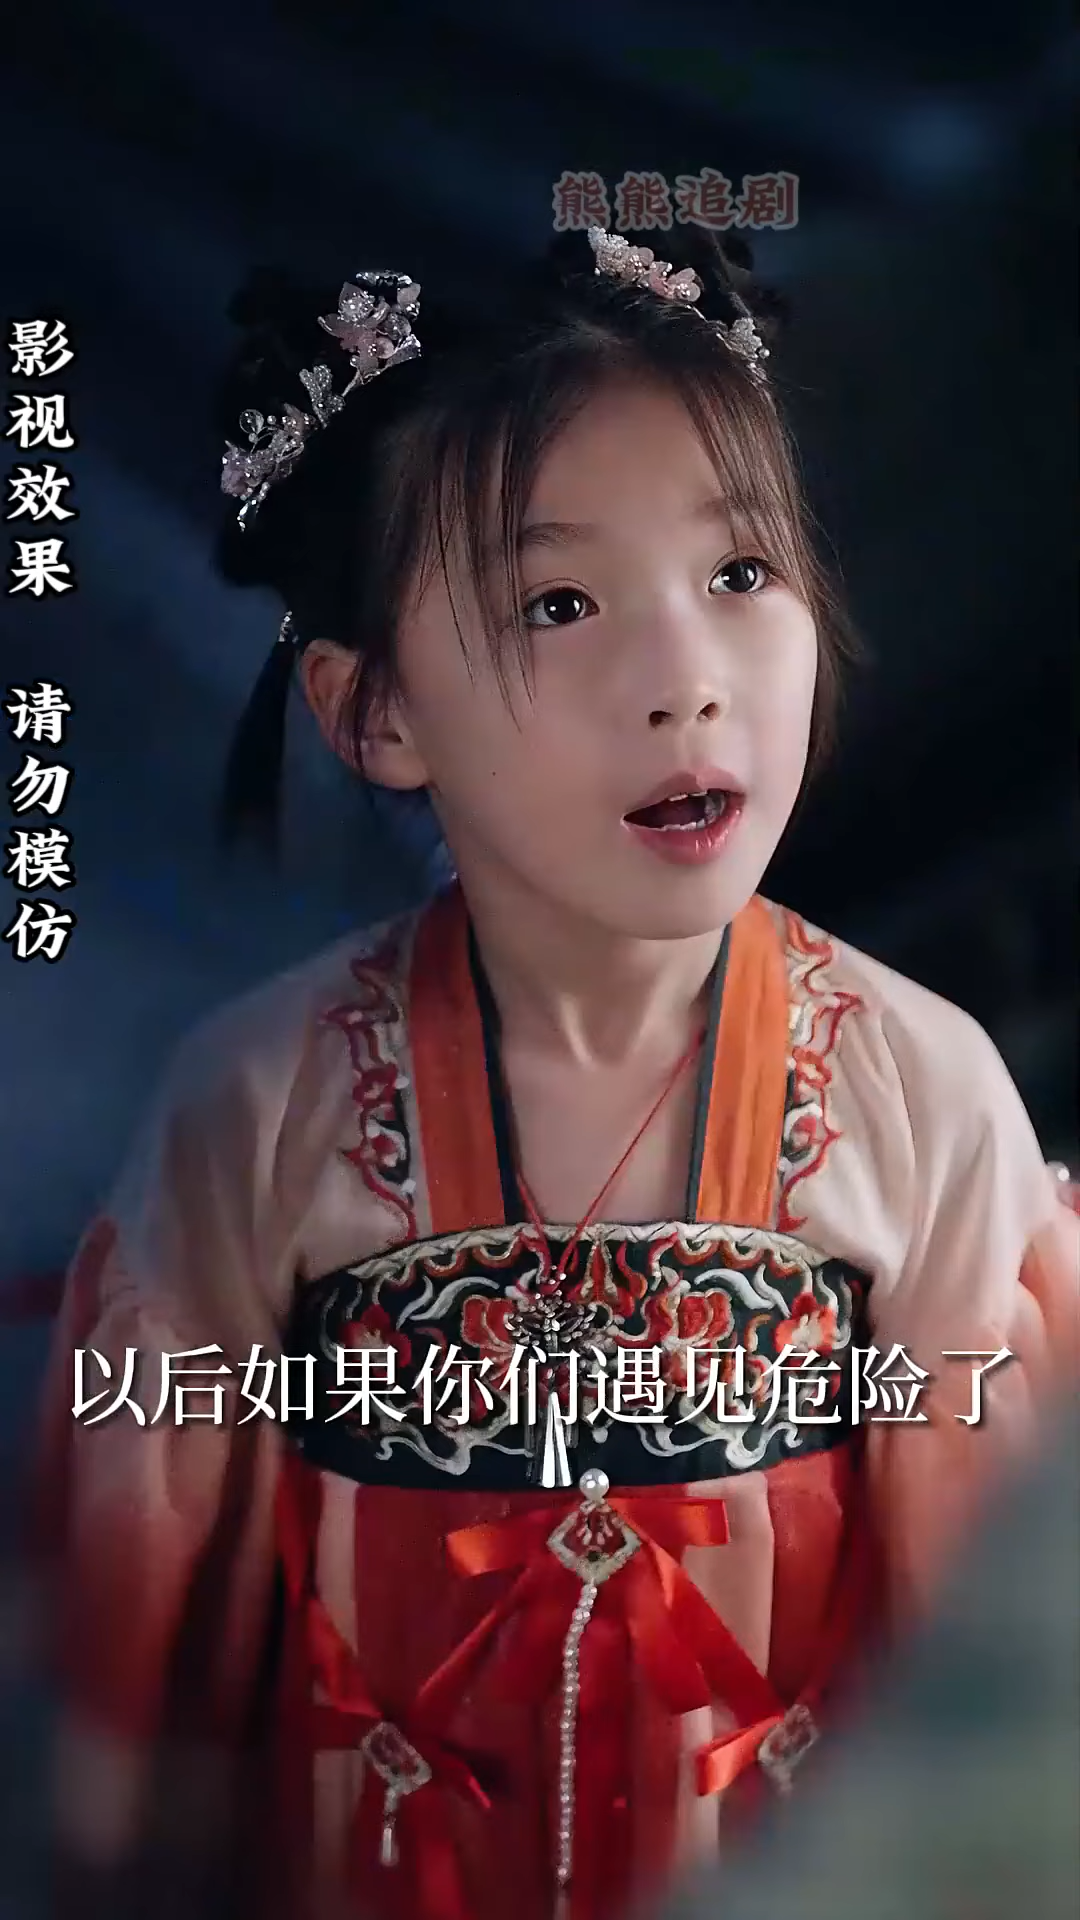 熊熊追剧
影视效果 请勿模仿
以后如果你们遇见危险了